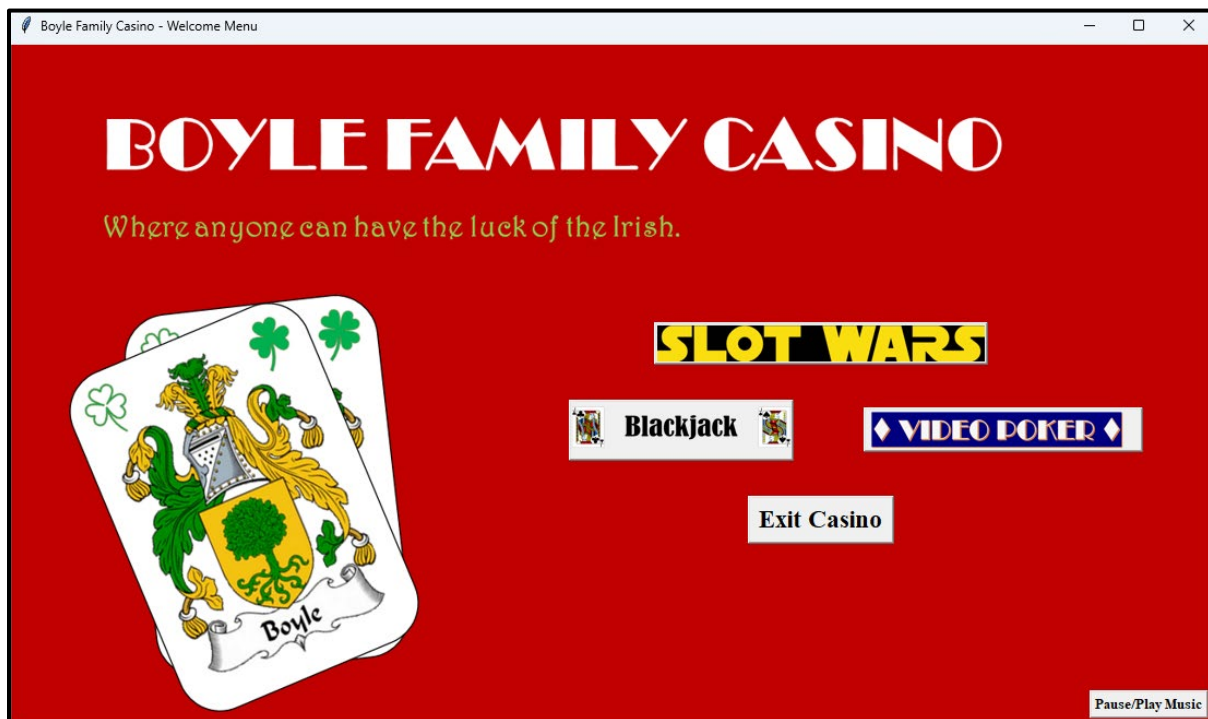 Boyle Family Casino - Welcome Menu
BOYLE FAMILY CASINO
Where anyone can have the luck of the Irish.
SLOT WARS
Blackjack
VIDEO POKER
Exit Casino
Boyle
Pause/Play Music